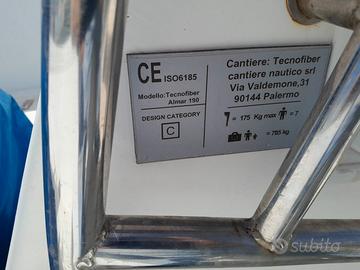 CE ISO6185
Modello: Tecnofiber
Almar 190
DESIGN CATEGORY
C
Cantiere: Tecnofiber
cantiere nautico srl
Via Valdemone,31
90144 Palermo
= 175 Kg max = 7
= 785 kg
subito